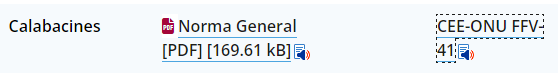 Calabacines Norma General CEE-ONU FFV-
[PDF] [169.61 kB] 41